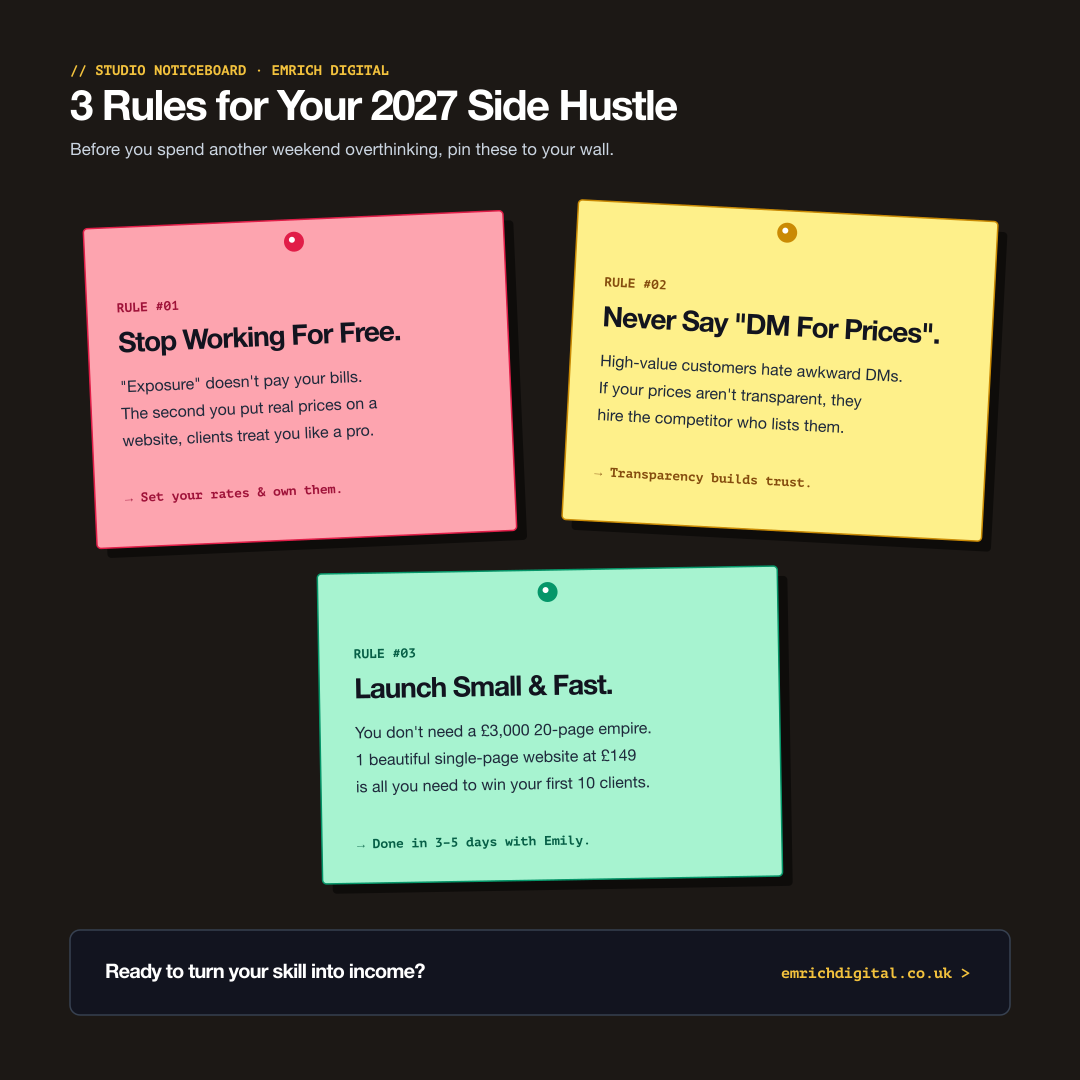 // STUDIO NOTICEBOARD · EMRICH DIGITAL
3 Rules for Your 2027 Side Hustle
Before you spend another weekend overthinking, pin these to your wall.
RULE #01
Stop Working For Free.
"Exposure" doesn't pay your bills.
The second you put real prices on a
website, clients treat you like a pro.
→ Set your rates & own them.
RULE #02
Never Say "DM For Prices".
High-value customers hate awkward DMs.
If your prices aren't transparent, they
hire the competitor who lists them.
→ Transparency builds trust.
RULE #03
Launch Small & Fast.
You don't need a £3,000 20-page empire.
1 beautiful single-page website at £149
is all you need to win your first 10 clients.
→ Done in 3–5 days with Emily.
Ready to turn your skill into income?
emrichdigital.co.uk >